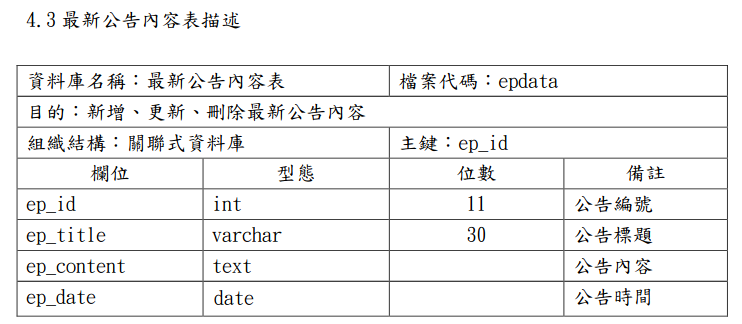 4.3 最新公告內容表描述
資料庫名稱：最新公告內容表 檔案代碼：epdata
目的：新增、更新、刪除最新公告內容
組織結構：關聯式資料庫 主鍵：ep_id
欄位 型態 位數 備註
ep_id int 11 公告編號
ep_title varchar 30 公告標題
ep_content text 公告內容
ep_date date 公告時間